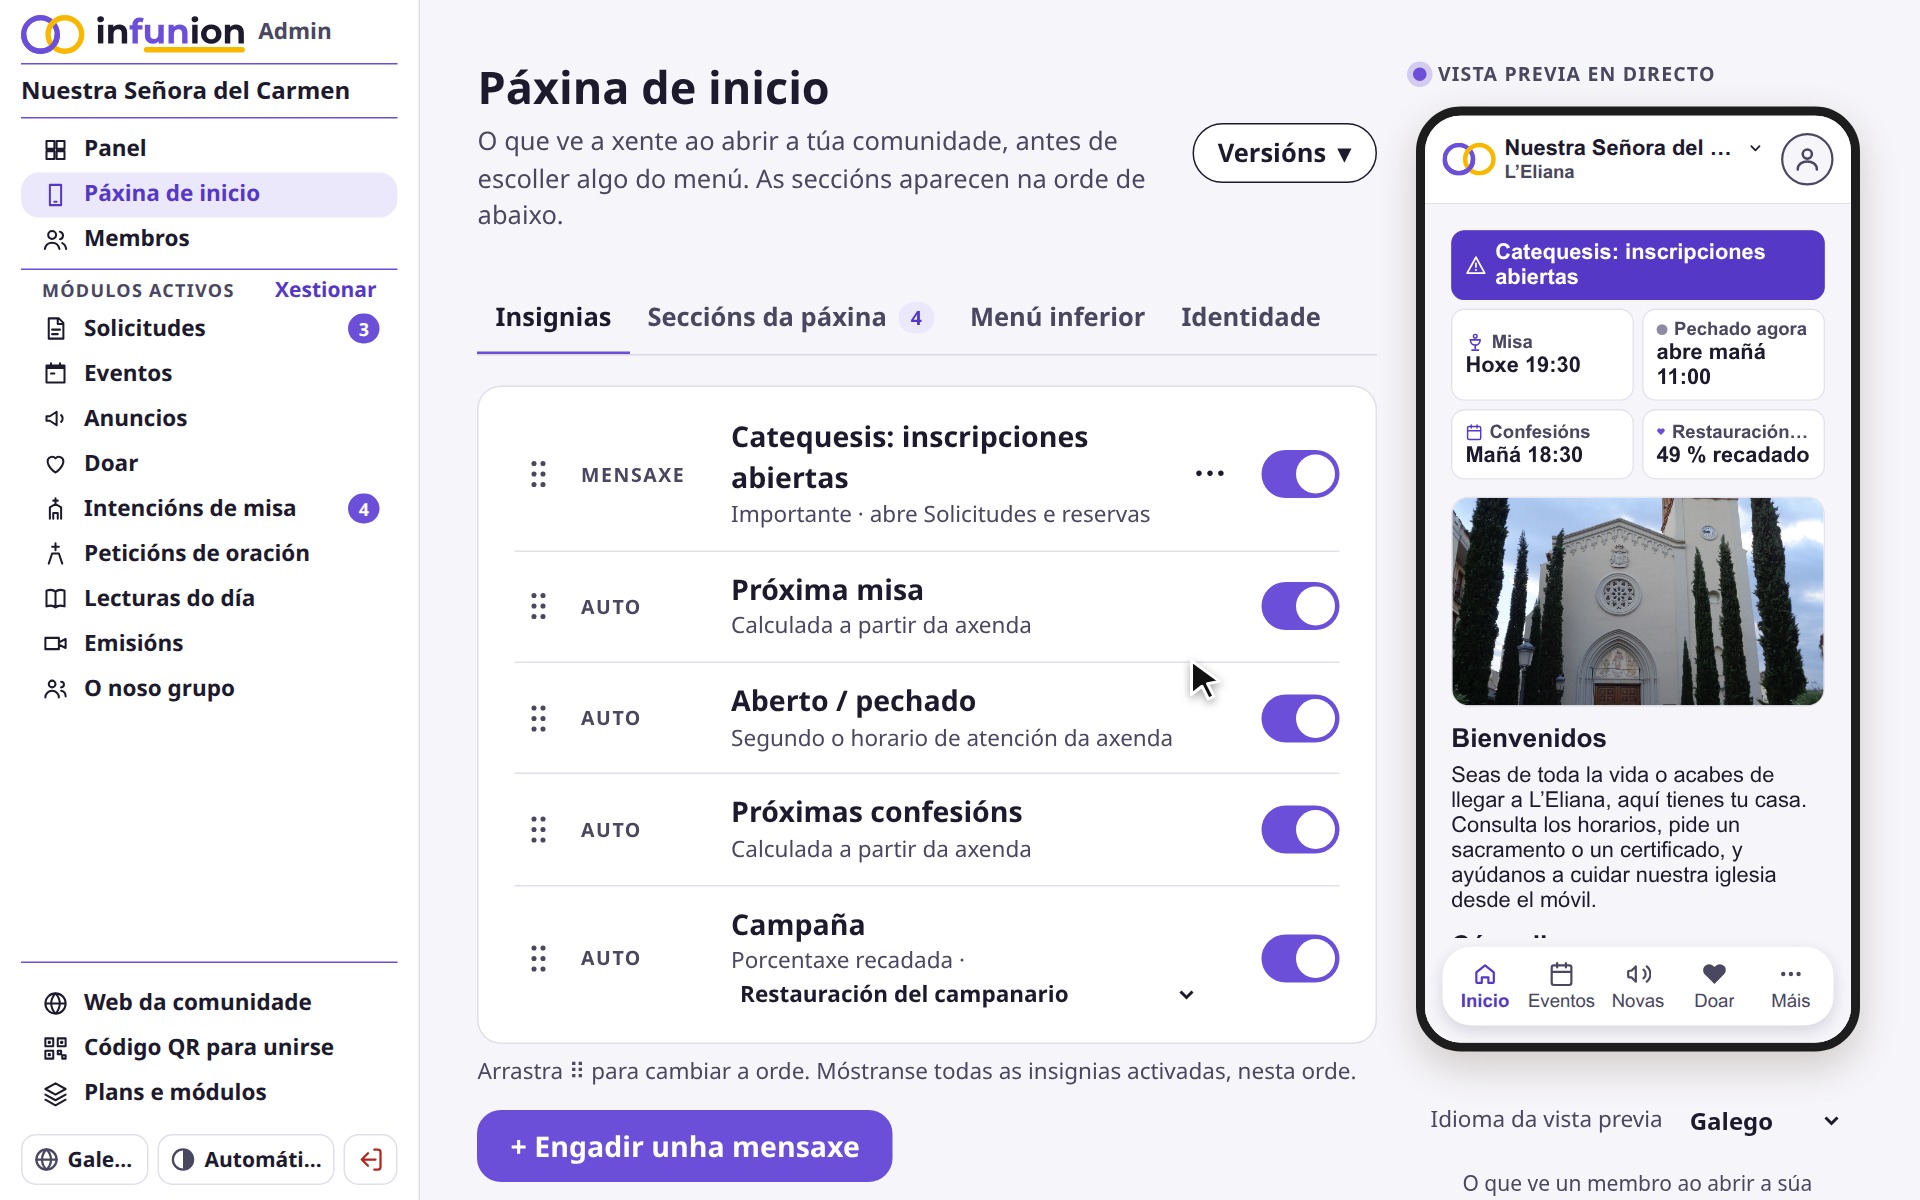 infunion Admin
Nuestra Señora del Carmen
Panel
Páxina de inicio
Membros
MÓDULOS ACTIVOS Xestionar
Solicitudes 3
Eventos
Anuncios
Doar
Intencións de misa 4
Peticións de oración
Lecturas do día
Emisións
O noso grupo
Web da comunidade
Código QR para unirse
Plans e módulos
Gale... Automáti...
Páxina de inicio
O que ve a xente ao abrir a túa comunidade, antes de
escoller algo do menú. As seccións aparecen na orde de
abaixo.
Versións ▼
Insignias Seccións da páxina 4 Menú inferior Identidade
MENSAXE
Catequesis: inscripciones
abiertas
Importante · abre Solicitudes e reservas
AUTO
Próxima misa
Calculada a partir da axenda
AUTO
Aberto / pechado
Segundo o horario de atención da axenda
AUTO
Próximas confesións
Calculada a partir da axenda
AUTO
Campaña
Porcentaxe recadada ·
Restauración del campanario
Arrastra ⠿ para cambiar a orde. Móstranse todas as insignias activadas, nesta orde.
+ Engadir unha mensaxe
VISTA PREVIA EN DIRECTO
Nuestra Señora del ...
L’Eliana
Catequesis: inscripciones
abiertas
Misa
Hoxe 19:30
Pechado agora
abre mañá
11:00
Confesións
Mañá 18:30
Restauración...
49 % recadado
Bienvenidos
Seas de toda la vida o acabes de
llegar a L’Eliana, aquí tienes tu casa.
Consulta los horarios, pide un
sacramento o un certificado, y
ayúdanos a cuidar nuestra iglesia
desde el móvil.
Inicio Eventos Novas Doar Máis
Idioma da vista previa Galego
O que ve un membro ao abrir a súa